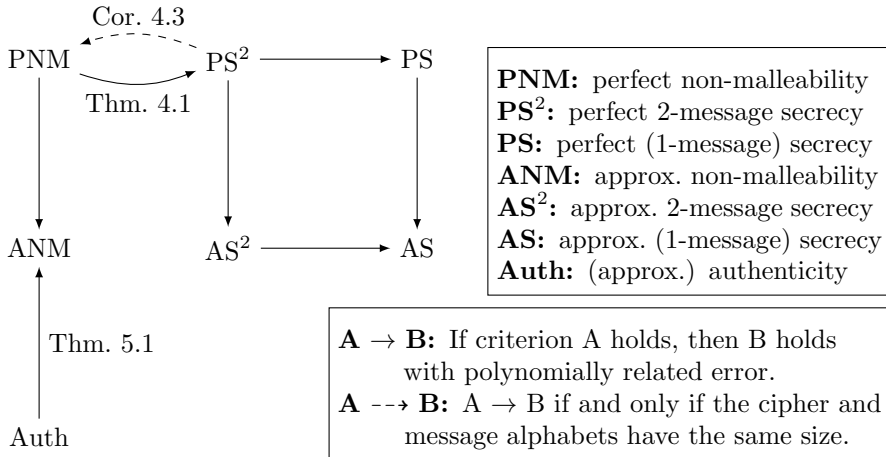 Cor. 4.3
PNM
PS²
PS
Thm. 4.1
ANM
AS²
AS
Thm. 5.1
Auth
PNM: perfect non-malleability
PS²: perfect 2-message secrecy
PS: perfect (1-message) secrecy
ANM: approx. non-malleability
AS²: approx. 2-message secrecy
AS: approx. (1-message) secrecy
Auth: (approx.) authenticity
A → B: If criterion A holds, then B holds
with polynomially related error.
A ⇢ B: A → B if and only if the cipher and
message alphabets have the same size.